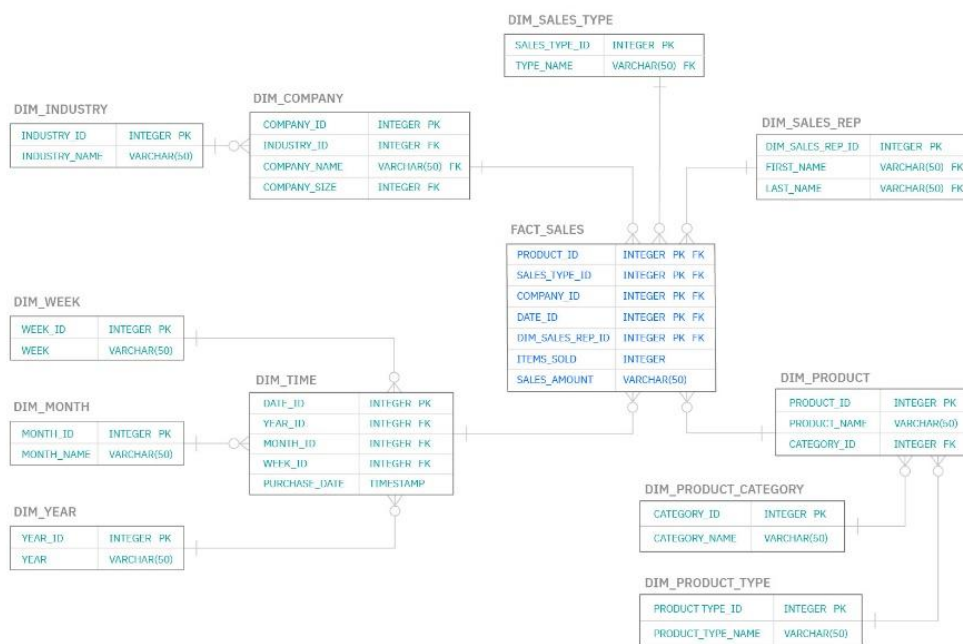 DIM_SALES_TYPE
SALES_TYPE_ID INTEGER PK
TYPE_NAME VARCHAR(50) FK
DIM_INDUSTRY
INDUSTRY_ID INTEGER PK
INDUSTRY_NAME VARCHAR(50)
DIM_COMPANY
COMPANY_ID INTEGER PK
INDUSTRY_ID INTEGER FK
COMPANY_NAME VARCHAR(50) FK
COMPANY_SIZE INTEGER FK
DIM_SALES_REP
DIM_SALES_REP_ID INTEGER PK
FIRST_NAME VARCHAR(50) FK
LAST_NAME VARCHAR(50) FK
FACT_SALES
PRODUCT_ID INTEGER PK FK
SALES_TYPE_ID INTEGER PK FK
COMPANY_ID INTEGER PK FK
DATE_ID INTEGER PK FK
DIM_SALES_REP_ID INTEGER PK FK
ITEMS_SOLD INTEGER
SALES_AMOUNT VARCHAR(50)
DIM_WEEK
WEEK_ID INTEGER PK
WEEK VARCHAR(50)
DIM_MONTH
MONTH_ID INTEGER PK
MONTH_NAME VARCHAR(50)
DIM_YEAR
YEAR_ID INTEGER PK
YEAR VARCHAR(50)
DIM_TIME
DATE_ID INTEGER PK
YEAR_ID INTEGER FK
MONTH_ID INTEGER FK
WEEK_ID INTEGER FK
PURCHASE_DATE TIMESTAMP
DIM_PRODUCT
PRODUCT_ID INTEGER PK
PRODUCT_NAME VARCHAR(50)
CATEGORY_ID INTEGER FK
DIM_PRODUCT_CATEGORY
CATEGORY_ID INTEGER PK
CATEGORY_NAME VARCHAR(50)
DIM_PRODUCT_TYPE
PRODUCT TYPE_ID INTEGER PK
PRODUCT_TYPE_NAME VARCHAR(50)